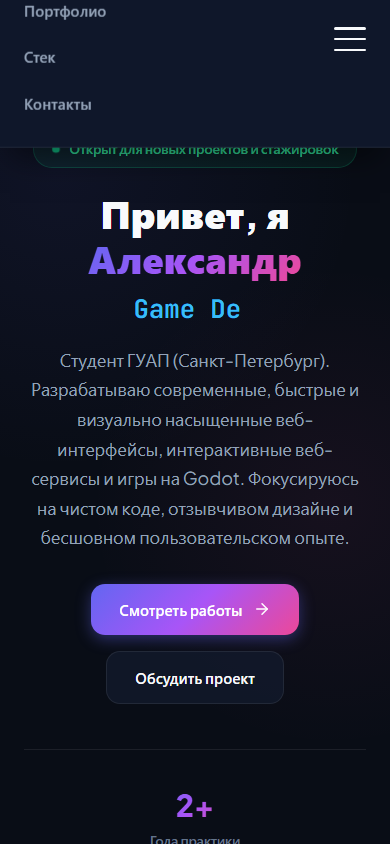 Портфолио
Стек
Контакты
Открыт для новых проектов и стажировок
Привет, я
Александр
Game De
Студент ГУАП (Санкт-Петербург).
Разрабатываю современные, быстрые и
визуально насыщенные веб-
интерфейсы, интерактивные веб-
сервисы и игры на Godot. Фокусируюсь
на чистом коде, отзывчивом дизайне и
бесшовном пользовательском опыте.
Смотреть работы →
Обсудить проект
2+
Года практики